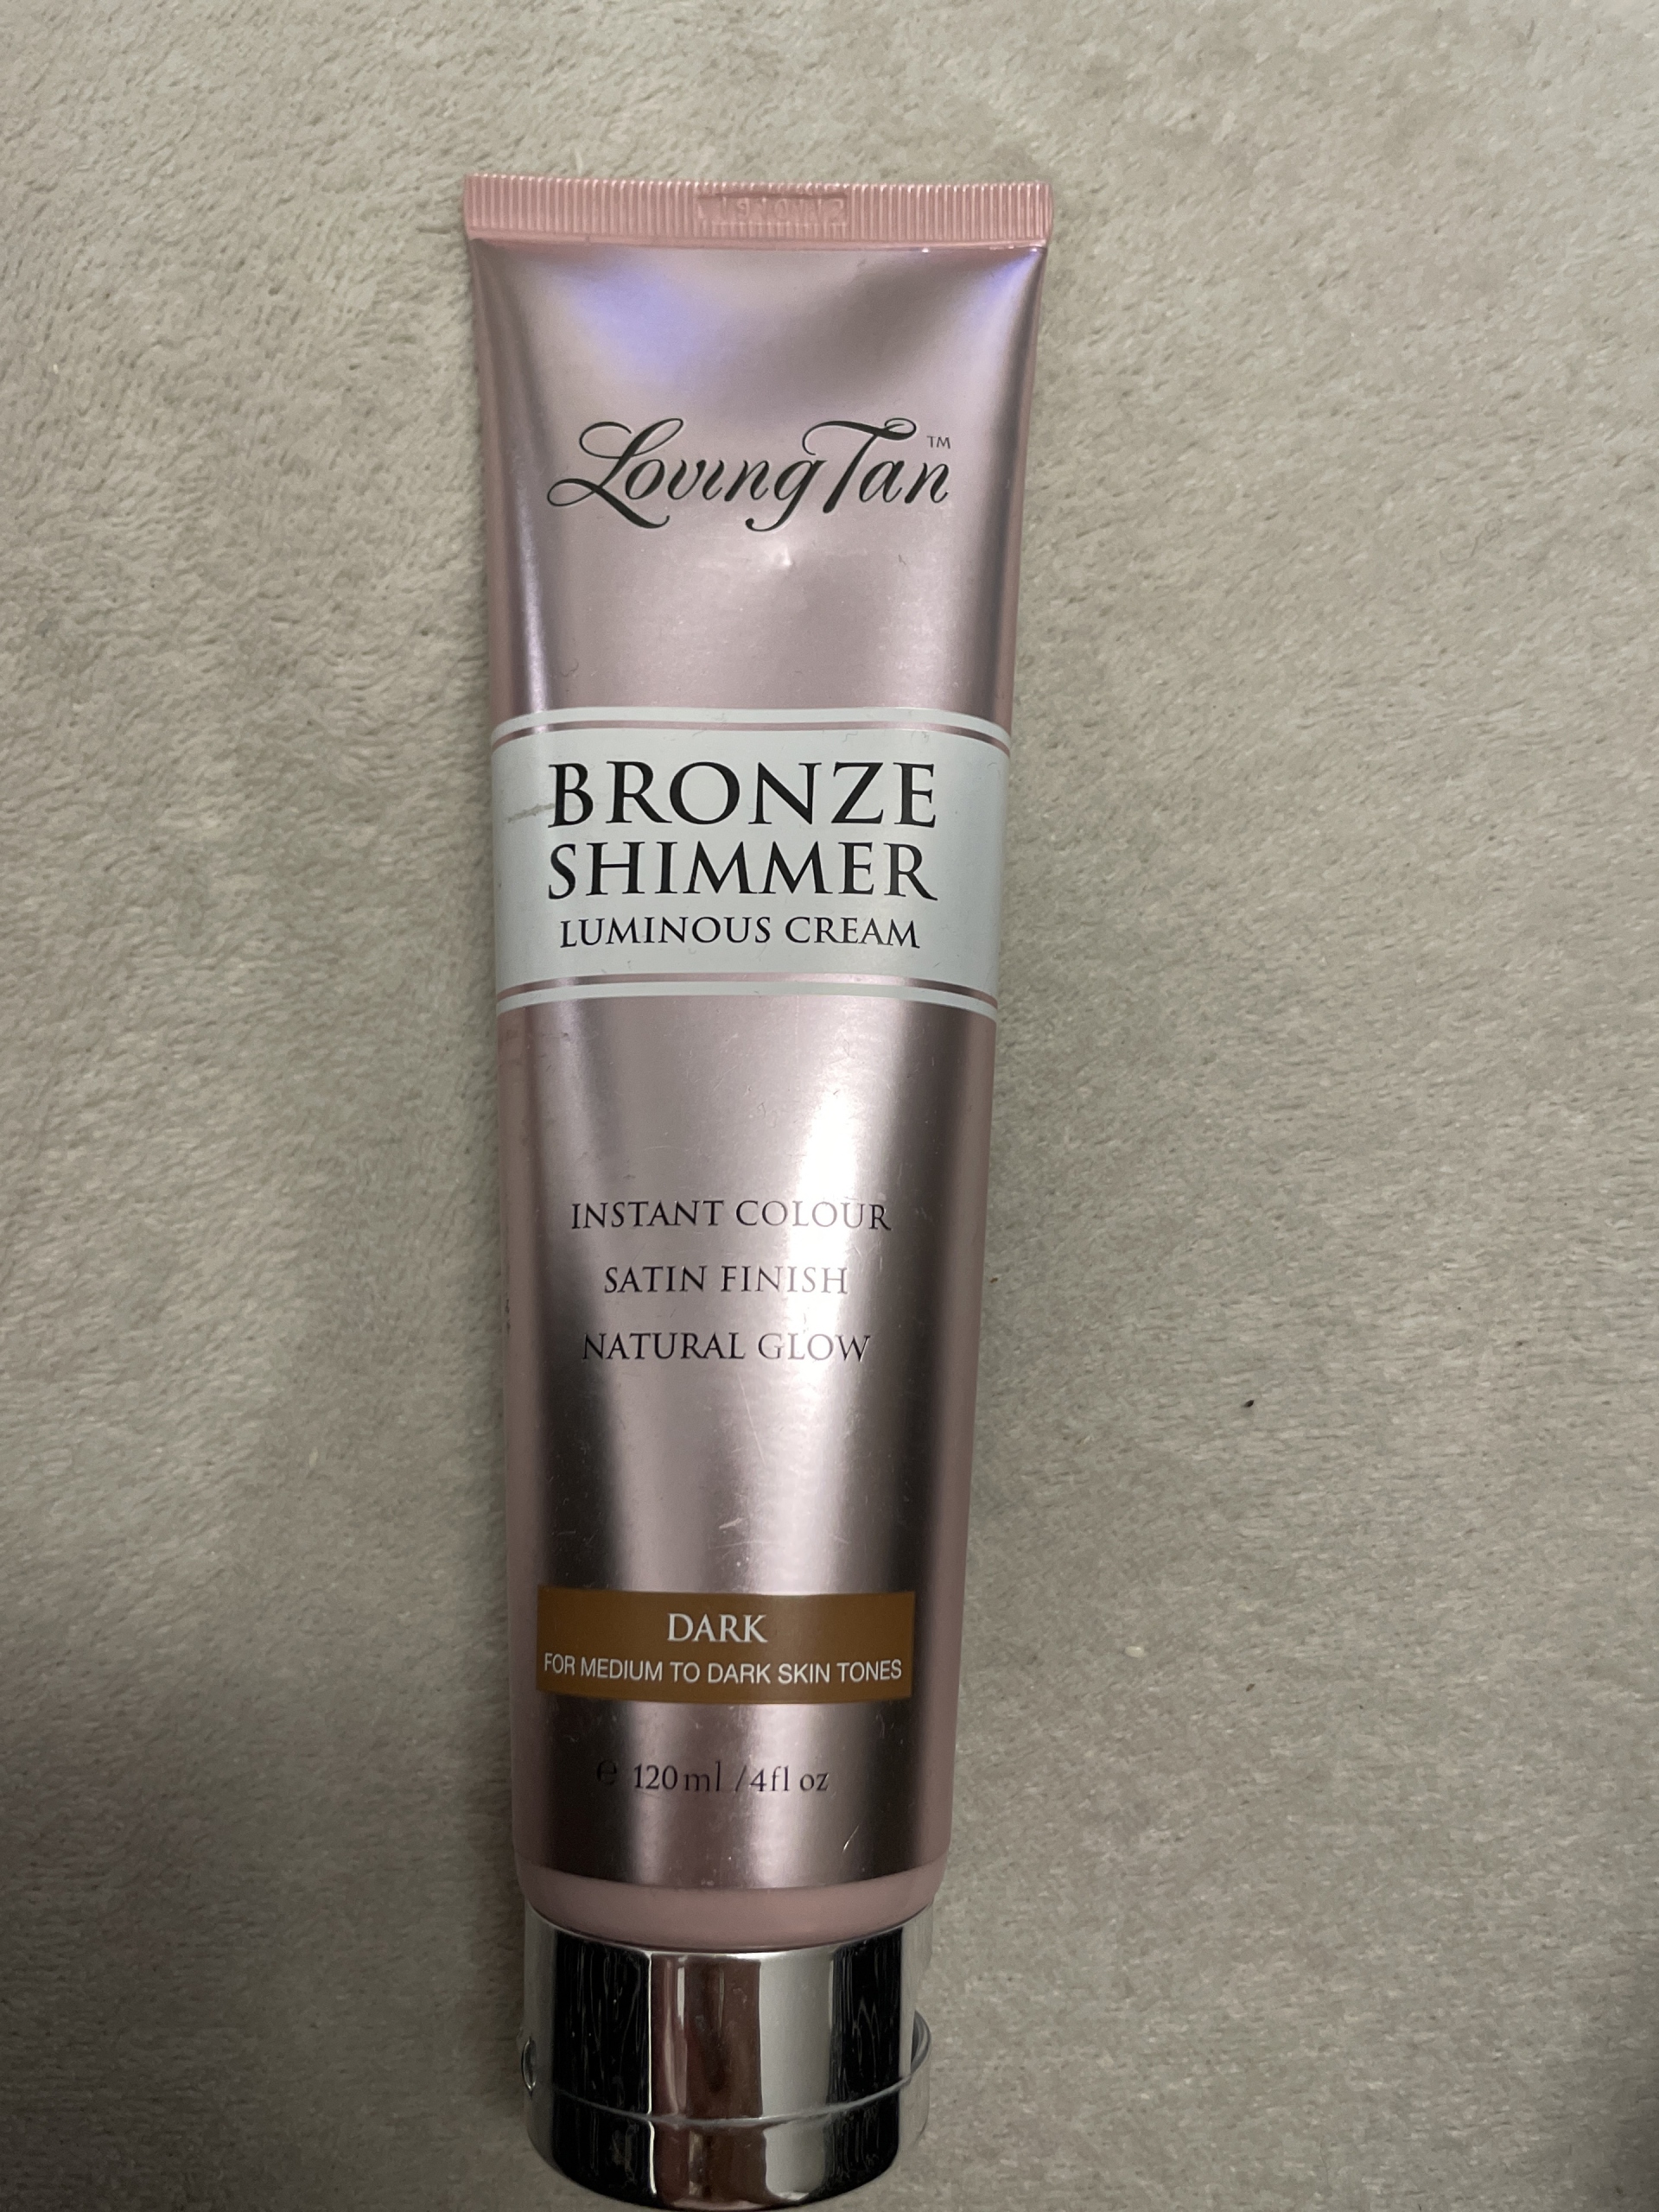 Loving Tan™
BRONZE
SHIMMER
LUMINOUS CREAM
INSTANT COLOUR
SATIN FINISH
NATURAL GLOW
DARK
FOR MEDIUM TO DARK SKIN TONES
℮ 120ml / 4fl oz